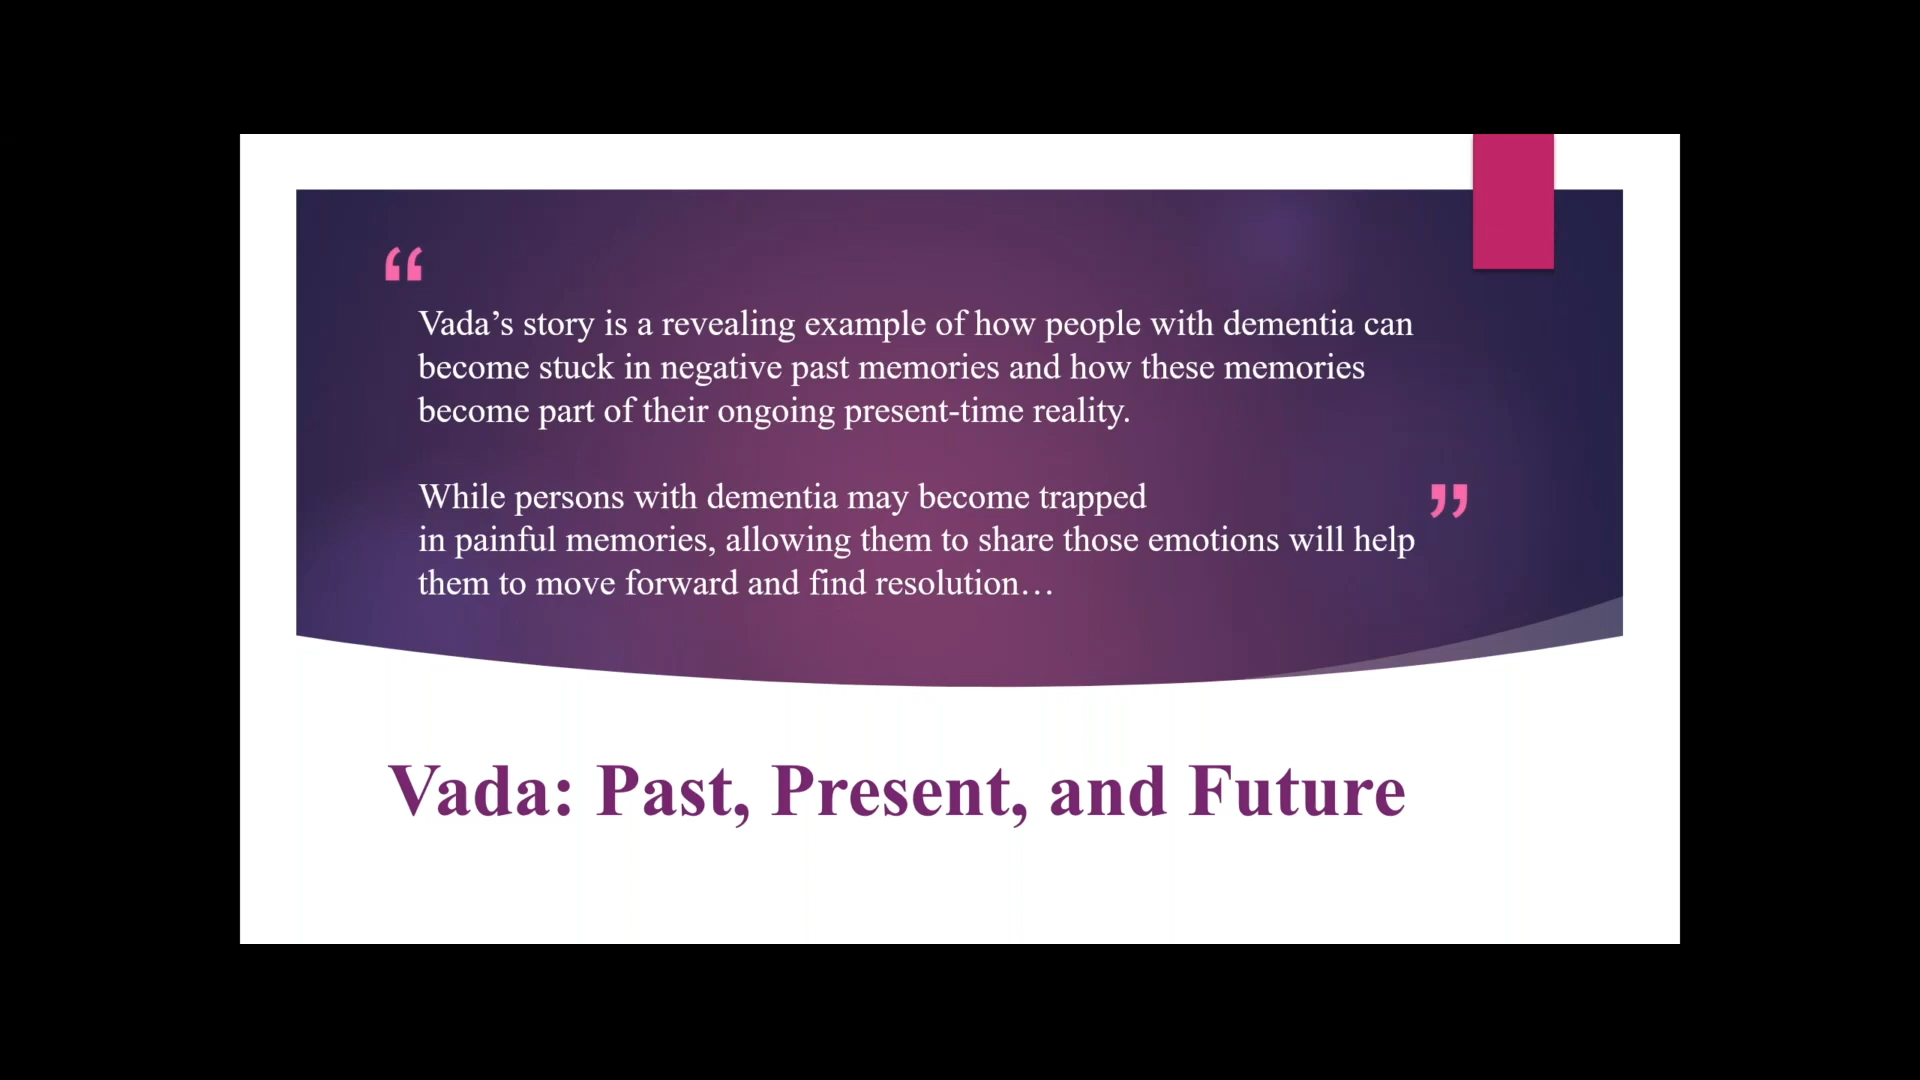 “
Vada’s story is a revealing example of how people with dementia can
become stuck in negative past memories and how these memories
become part of their ongoing present-time reality.
While persons with dementia may become trapped
in painful memories, allowing them to share those emotions will help
them to move forward and find resolution…
”
Vada: Past, Present, and Future